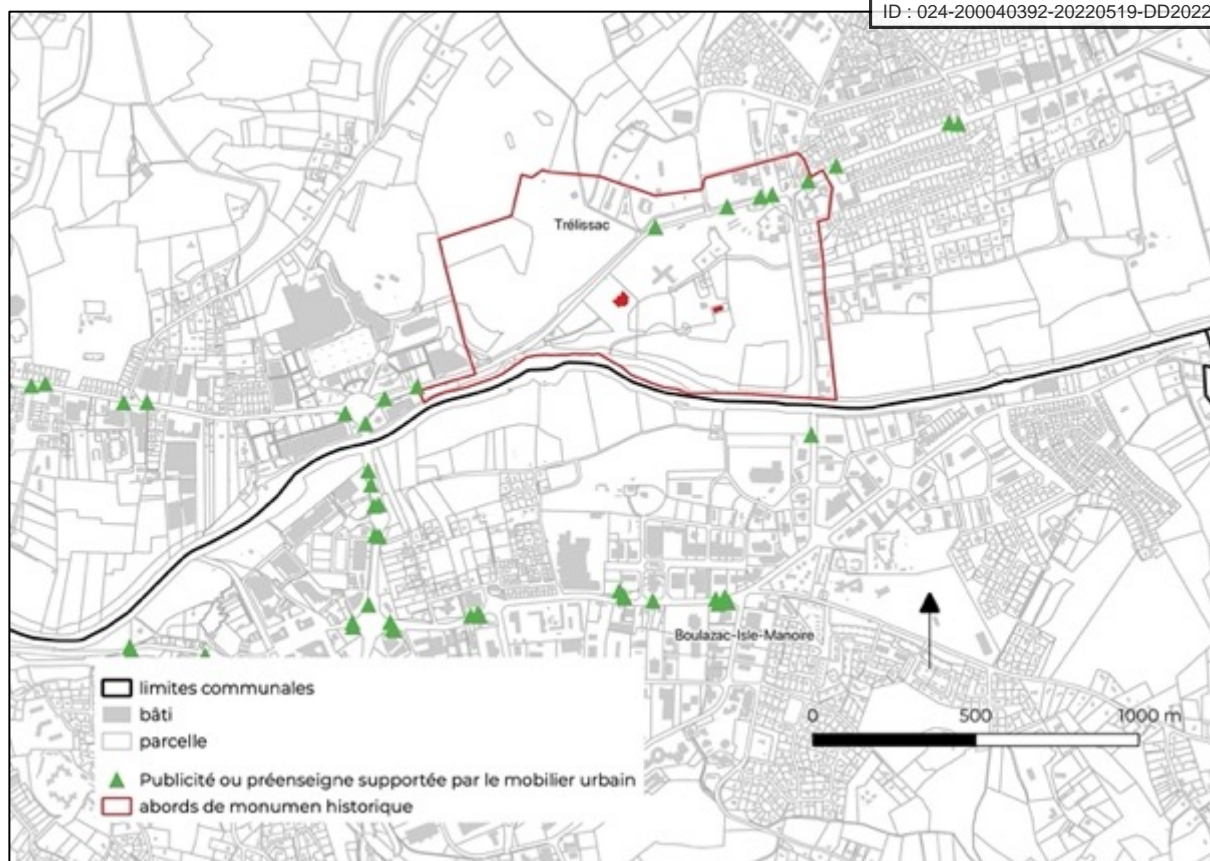 ID : 024-200040392-20220519-DD2022
Trélissac
Boulazac-Isle-Manoire
limites communales
bâti
parcelle
Publicité ou préenseigne supportée par le mobilier urbain
abords de monumen historique
0 500 1000 m